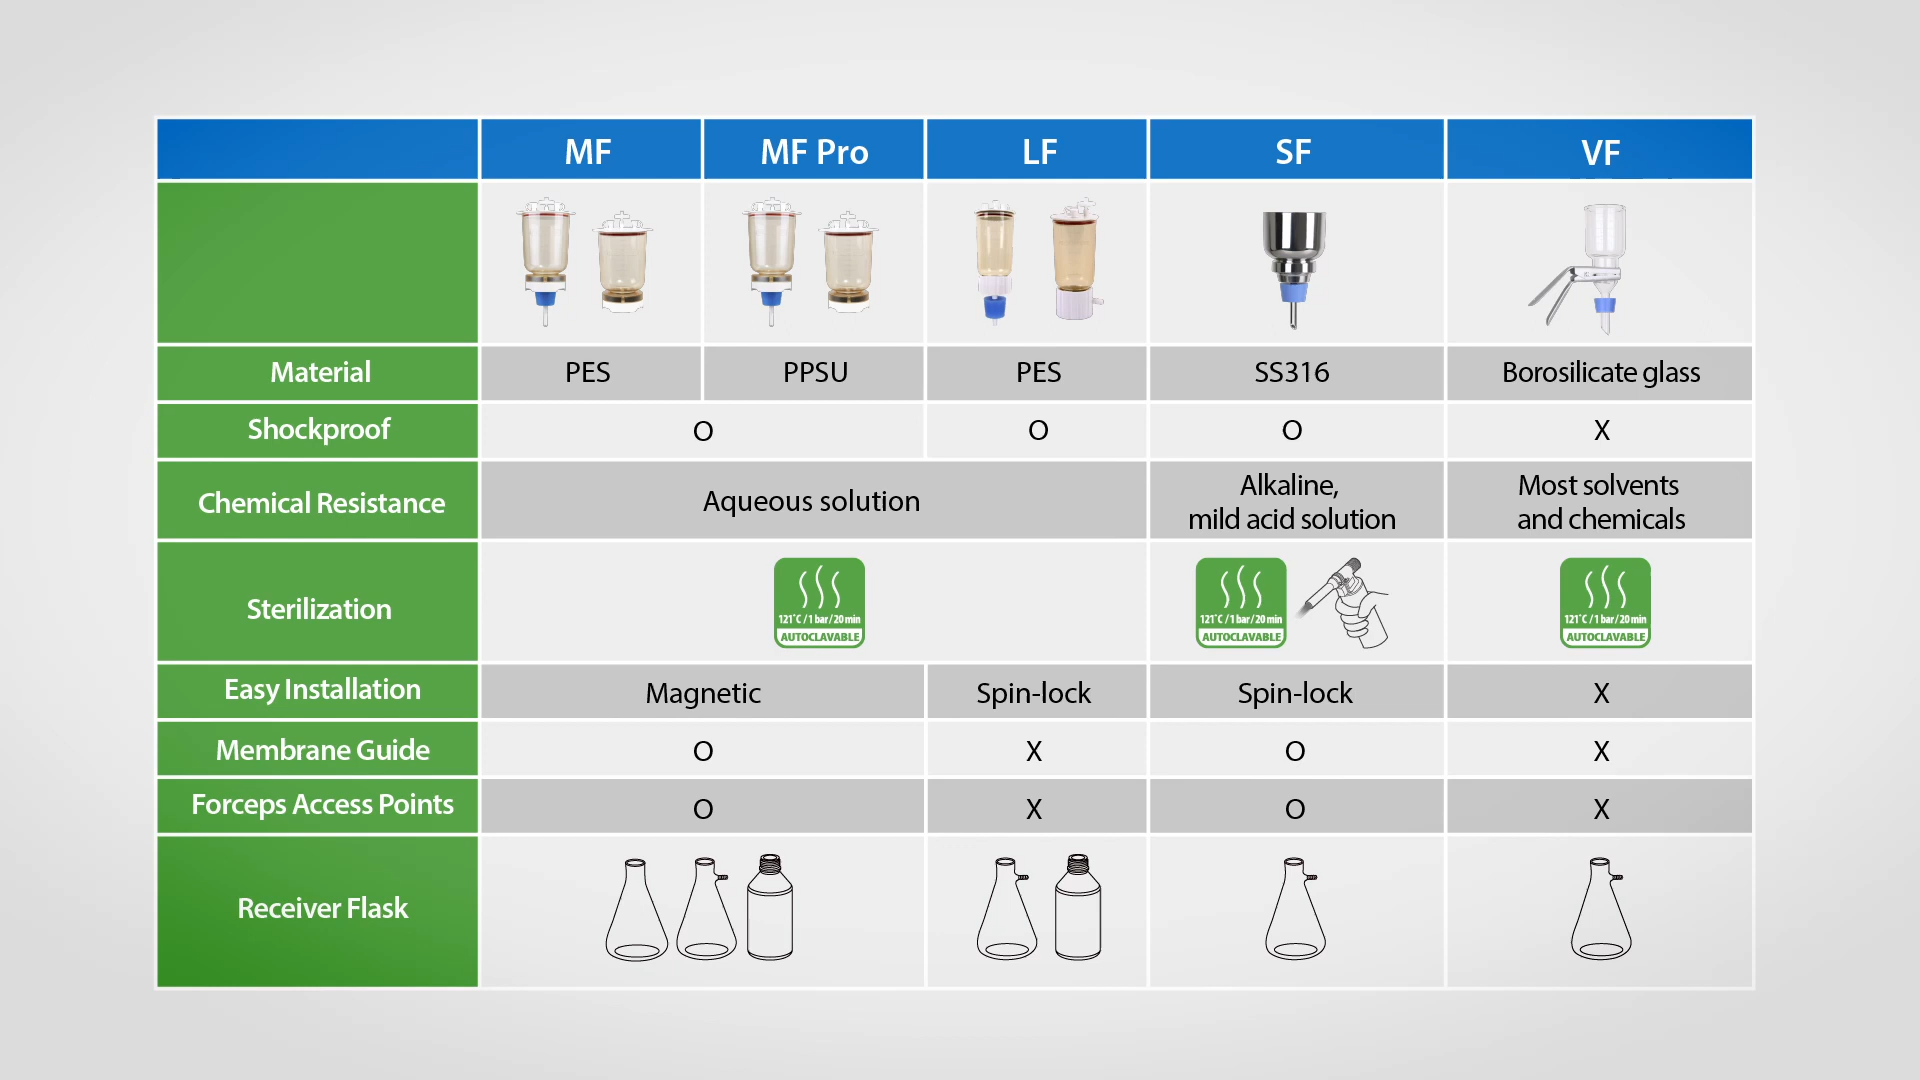 MF MF Pro LF SF VF
Material PES PPSU PES SS316 Borosilicate glass
Shockproof O O O X
Chemical Resistance Aqueous solution Alkaline,
mild acid solution Most solvents
and chemicals
Sterilization
121°C / 1 bar / 20 min
AUTOCLAVABLE
121°C / 1 bar / 20 min
AUTOCLAVABLE
121°C / 1 bar / 20 min
AUTOCLAVABLE
Easy Installation Magnetic Spin-lock Spin-lock X
Membrane Guide O X O X
Forceps Access Points O X O X
Receiver Flask